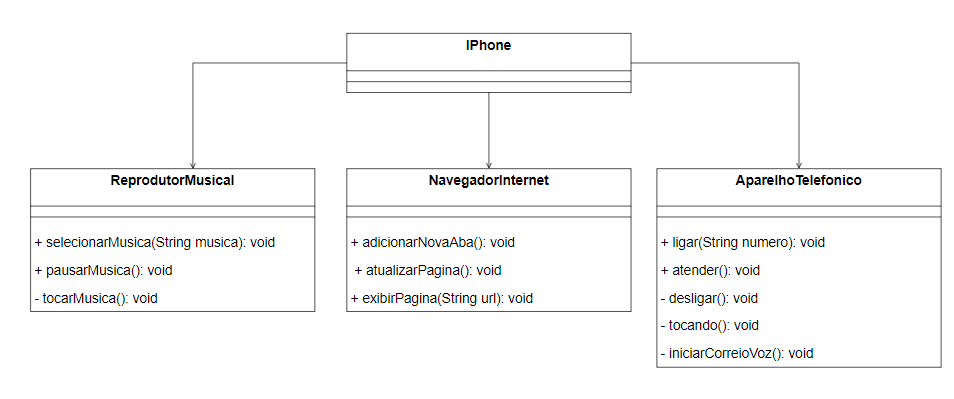 IPhone
ReprodutorMusical
+ selecionarMusica(String musica): void
+ pausarMusica(): void
- tocarMusica(): void
NavegadorInternet
+ adicionarNovaAba(): void
+ atualizarPagina(): void
+ exibirPagina(String url): void
AparelhoTelefonico
+ ligar(String numero): void
+ atender(): void
- desligar(): void
- tocando(): void
- iniciarCorreioVoz(): void